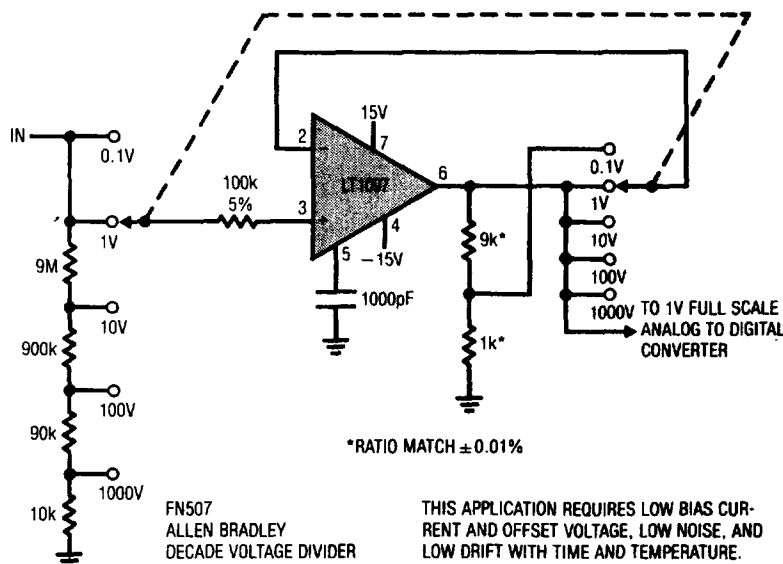 IN
0.1V
1V
9M
10V
900k
100V
90k
1000V
10k
100k
5%
2
3
15V
7
LT1097
6
4
-15V
5
1000pF
9k*
1k*
0.1V
1V
10V
100V
1000V
TO 1V FULL SCALE
ANALOG TO DIGITAL
CONVERTER
*RATIO MATCH ±0.01%
FN507
ALLEN BRADLEY
DECADE VOLTAGE DIVIDER
THIS APPLICATION REQUIRES LOW BIAS CUR-
RENT AND OFFSET VOLTAGE, LOW NOISE, AND
LOW DRIFT WITH TIME AND TEMPERATURE.